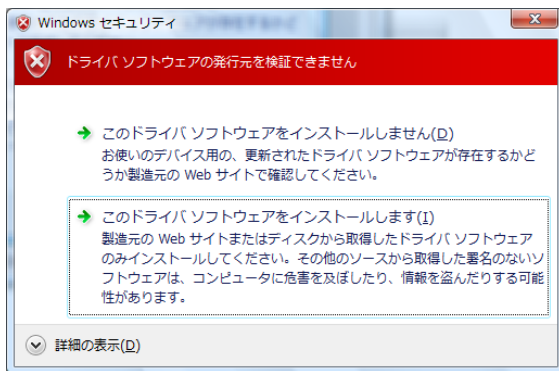 Windows セキュリティ
ドライバ ソフトウェアの発行元を検証できません
このドライバ ソフトウェアをインストールしません(D)
お使いのデバイス用の、更新されたドライバ ソフトウェアが存在するかど
うか製造元の Web サイトで確認してください。
このドライバ ソフトウェアをインストールします(I)
製造元の Web サイトまたはディスクから取得したドライバ ソフトウェア
のみインストールしてください。その他のソースから取得した署名のないソ
フトウェアは、コンピュータに危害を及ぼしたり、情報を盗んだりする可能
性があります。
詳細の表示(D)